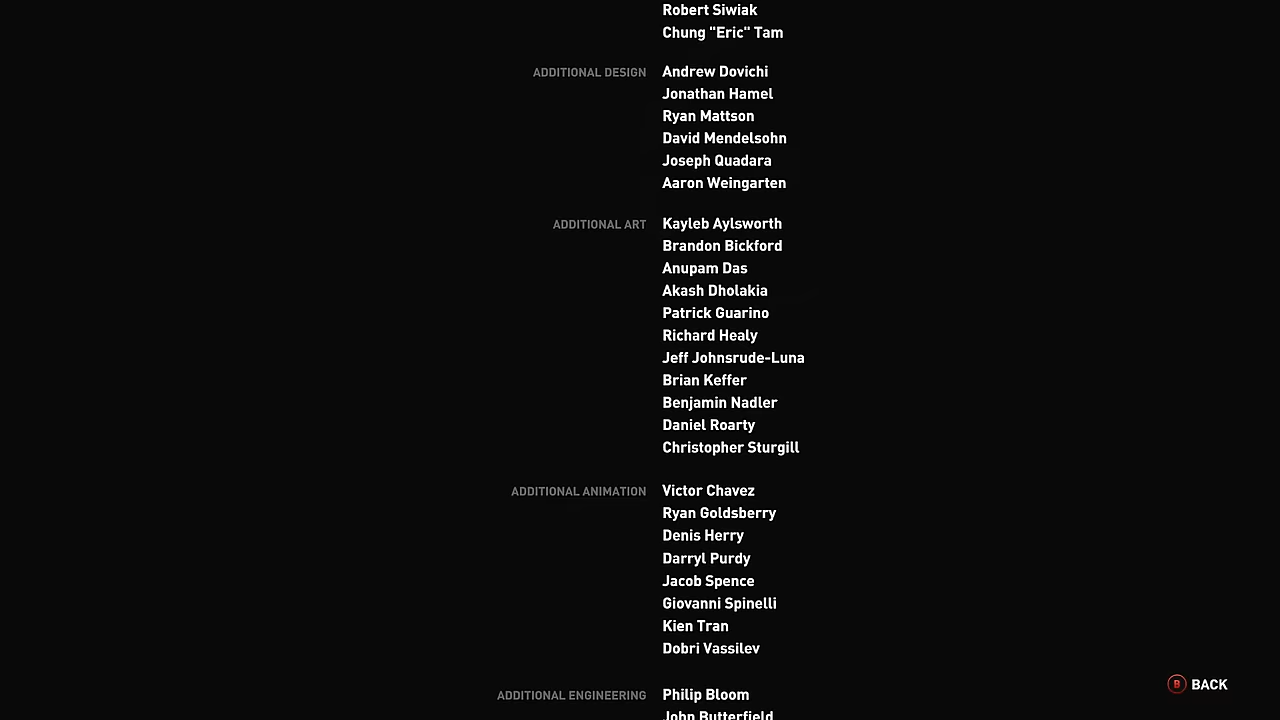 Robert Siwiak
Chung "Eric" Tam
ADDITIONAL DESIGN Andrew Dovichi
Jonathan Hamel
Ryan Mattson
David Mendelsohn
Joseph Quadara
Aaron Weingarten
ADDITIONAL ART Kayleb Aylsworth
Brandon Bickford
Anupam Das
Akash Dholakia
Patrick Guarino
Richard Healy
Jeff Johnsrude-Luna
Brian Keffer
Benjamin Nadler
Daniel Roarty
Christopher Sturgill
ADDITIONAL ANIMATION Victor Chavez
Ryan Goldsberry
Denis Herry
Darryl Purdy
Jacob Spence
Giovanni Spinelli
Kien Tran
Dobri Vassilev
ADDITIONAL ENGINEERING Philip Bloom
John Butterfield
B BACK